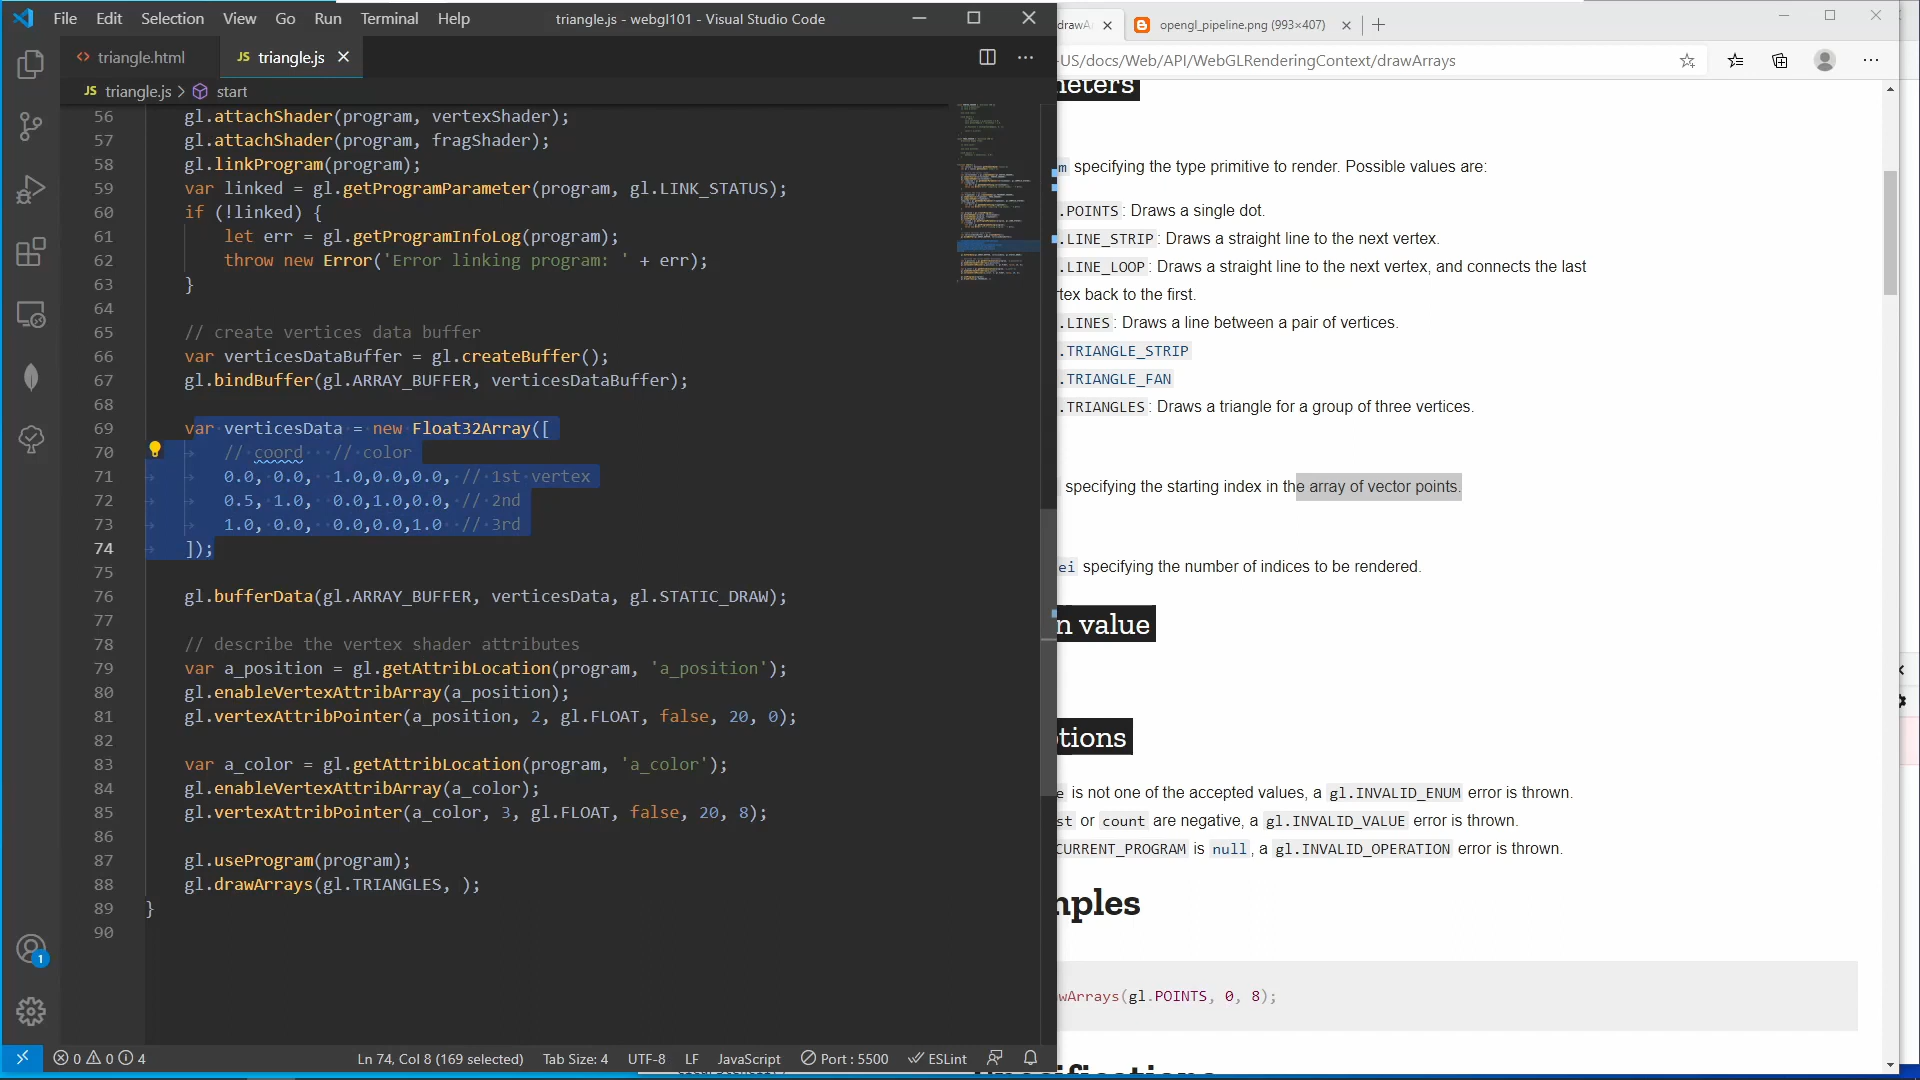 File Edit Selection View Go Run Terminal Help
triangle.js - webgl101 - Visual Studio Code
triangle.html
JS triangle.js
JS triangle.js > start
56 gl.attachShader(program, vertexShader);
57 gl.attachShader(program, fragShader);
58 gl.linkProgram(program);
59 var linked = gl.getProgramParameter(program, gl.LINK_STATUS);
60 if (!linked) {
61 let err = gl.getProgramInfoLog(program);
62 throw new Error('Error linking program: ' + err);
63 }
64
65 // create vertices data buffer
66 var verticesDataBuffer = gl.createBuffer();
67 gl.bindBuffer(gl.ARRAY_BUFFER, verticesDataBuffer);
68
69 var verticesData = new Float32Array([
70 // coord // color
71 0.0, 0.0, 1.0,0.0,0.0, // 1st vertex
72 0.5, 1.0, 0.0,1.0,0.0, // 2nd
73 1.0, 0.0, 0.0,0.0,1.0 // 3rd
74 ]);
75
76 gl.bufferData(gl.ARRAY_BUFFER, verticesData, gl.STATIC_DRAW);
77
78 // describe the vertex shader attributes
79 var a_position = gl.getAttribLocation(program, 'a_position');
80 gl.enableVertexAttribArray(a_position);
81 gl.vertexAttribPointer(a_position, 2, gl.FLOAT, false, 20, 0);
82
83 var a_color = gl.getAttribLocation(program, 'a_color');
84 gl.enableVertexAttribArray(a_color);
85 gl.vertexAttribPointer(a_color, 3, gl.FLOAT, false, 20, 8);
86
87 gl.useProgram(program);
88 gl.drawArrays(gl.TRIANGLES, );
89 }
90
1
0 0 4
Ln 74, Col 8 (169 selected) Tab Size: 4 UTF-8 LF JavaScript Port : 5500 ESLint
drawAr
opengl_pipeline.png (993×407)
-US/docs/Web/API/WebGLRenderingContext/drawArrays
meters
m specifying the type primitive to render. Possible values are:
.POINTS: Draws a single dot.
.LINE_STRIP: Draws a straight line to the next vertex.
.LINE_LOOP: Draws a straight line to the next vertex, and connects the last
tex back to the first.
.LINES: Draws a line between a pair of vertices.
.TRIANGLE_STRIP
.TRIANGLE_FAN
.TRIANGLES: Draws a triangle for a group of three vertices.
specifying the starting index in the array of vector points.
ei specifying the number of indices to be rendered.
n value
ptions
e is not one of the accepted values, a gl.INVALID_ENUM error is thrown.
st or count are negative, a gl.INVALID_VALUE error is thrown.
CURRENT_PROGRAM is null, a gl.INVALID_OPERATION error is thrown.
mples
wArrays(gl.POINTS, 0, 8);